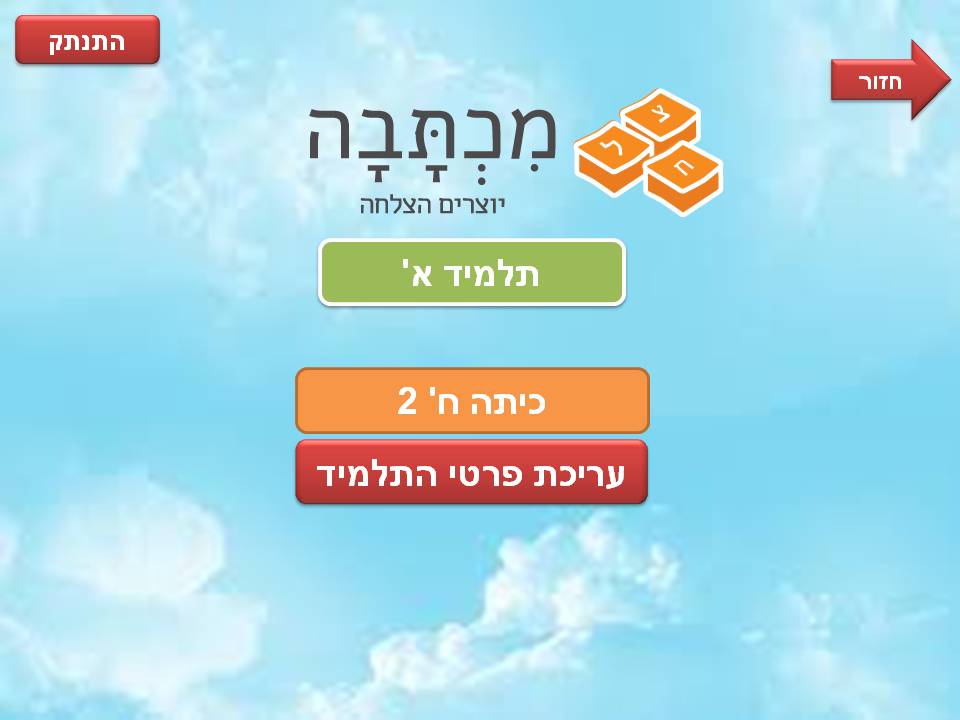 התנתק
חזור
מִכְתָּבָה
צ
ל
ח
יוצרים הצלחה
תלמיד א'
כיתה ח' 2
עריכת פרטי התלמיד